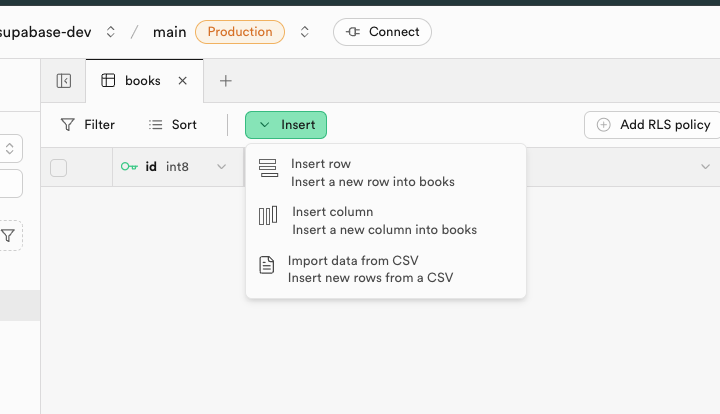 supabase-dev / main Production Connect
books
Filter Sort Insert Add RLS policy
id int8
Insert row
Insert a new row into books
Insert column
Insert a new column into books
Import data from CSV
Insert new rows from a CSV